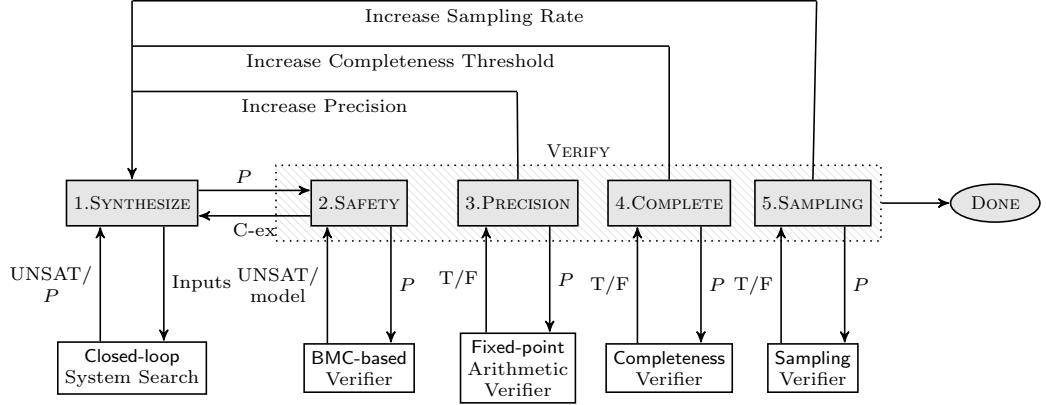 Increase Sampling Rate
Increase Completeness Threshold
Increase Precision
VERIFY
P
1.SYNTHESIZE
2.SAFETY
3.PRECISION
4.COMPLETE
5.SAMPLING
DONE
C-ex
UNSAT/
P
Inputs
UNSAT/
model
P
T/F
P
T/F
P
T/F
P
Closed-loop
System Search
BMC-based
Verifier
Fixed-point
Arithmetic
Verifier
Completeness
Verifier
Sampling
Verifier